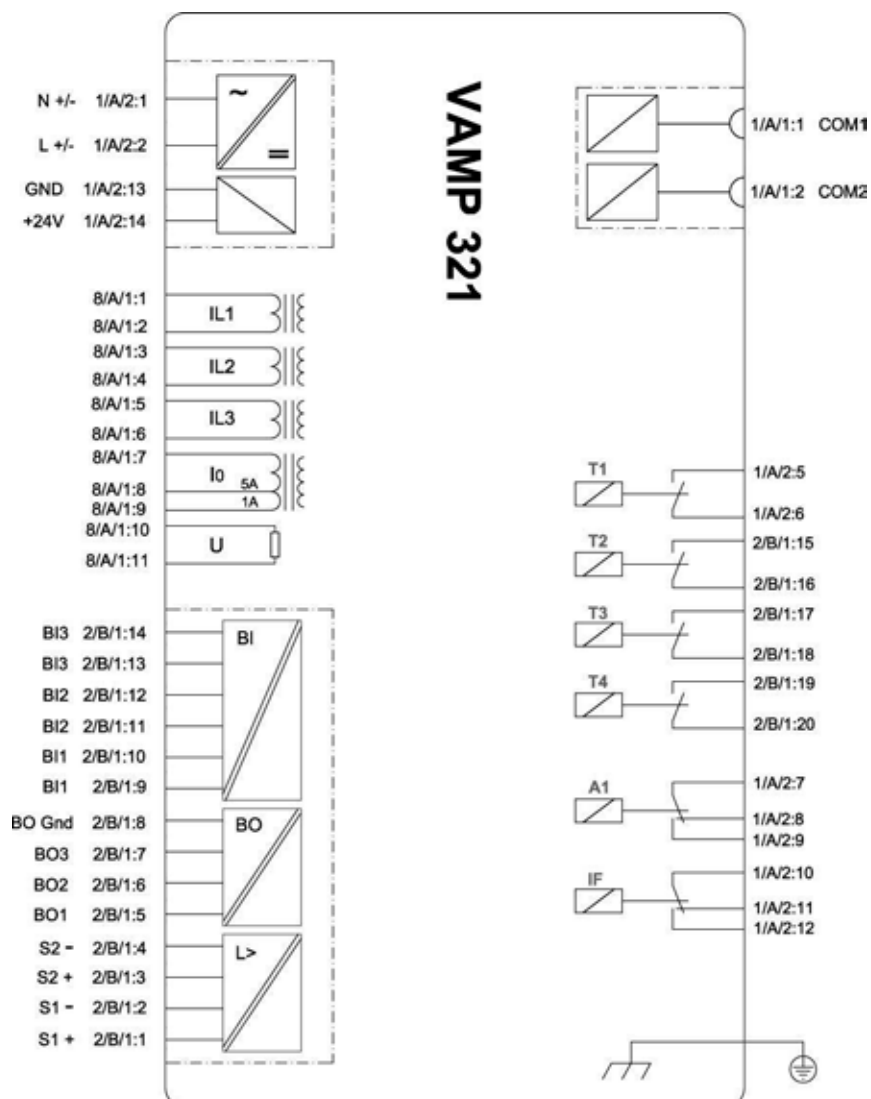 N +/- 1/A/2:1
L +/- 1/A/2:2
GND 1/A/2:13
+24V 1/A/2:14
~
=
VAMP 321
1/A/1:1 COM1
1/A/1:2 COM2
8/A/1:1
IL1
8/A/1:2
8/A/1:3
IL2
8/A/1:4
8/A/1:5
IL3
8/A/1:6
8/A/1:7
I0
5A
8/A/1:8
1A
8/A/1:9
8/A/1:10
U
8/A/1:11
BI3 2/B/1:14
BI
BI3 2/B/1:13
BI2 2/B/1:12
BI2 2/B/1:11
BI1 2/B/1:10
BI1 2/B/1:9
BO Gnd 2/B/1:8
BO
BO3 2/B/1:7
BO2 2/B/1:6
BO1 2/B/1:5
S2 - 2/B/1:4
L>
S2 + 2/B/1:3
S1 - 2/B/1:2
S1 + 2/B/1:1
T1
1/A/2:5
1/A/2:6
T2
2/B/1:15
2/B/1:16
T3
2/B/1:17
2/B/1:18
T4
2/B/1:19
2/B/1:20
A1
1/A/2:7
1/A/2:8
1/A/2:9
IF
1/A/2:10
1/A/2:11
1/A/2:12